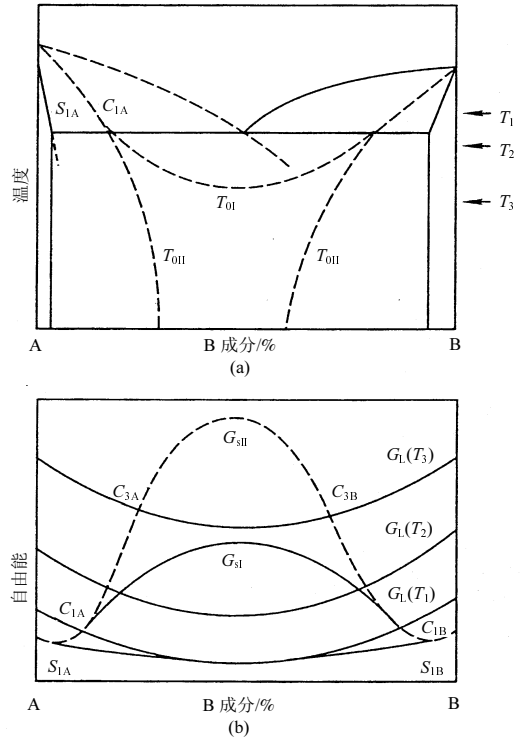 S1A C1A
T1
T2
温度
T0I
T3
T0II T0II
A B 成分/% B
(a)
GsII
GL(T3)
C3A C3B
GL(T2)
GsI
自由能
C1A GL(T1)
C1B
S1A S1B
A B 成分/% B
(b)